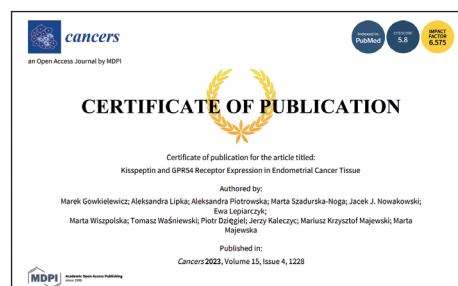 cancers
an Open Access Journal by MDPI
Indexed in:
PubMed
CITESCORE
5.8
IMPACT
FACTOR
6.575
CERTIFICATE OF PUBLICATION
Certificate of publication for the article titled:
Kisspeptin and GPR54 Receptor Expression in Endometrial Cancer Tissue
Authored by:
Marek Gowkielewicz; Aleksandra Lipka; Aleksandra Piotrowska; Marta Szadurska-Noga; Jacek J. Nowakowski;
Ewa Lepiarczyk;
Marta Wiszpolska; Tomasz Waśniewski; Piotr Dzięgiel; Jerzy Kaleczyc; Mariusz Krzysztof Majewski; Marta
Majewska
Published in:
Cancers 2023, Volume 15, Issue 4, 1228
MDPI
Academic Open Access Publishing
since 1996